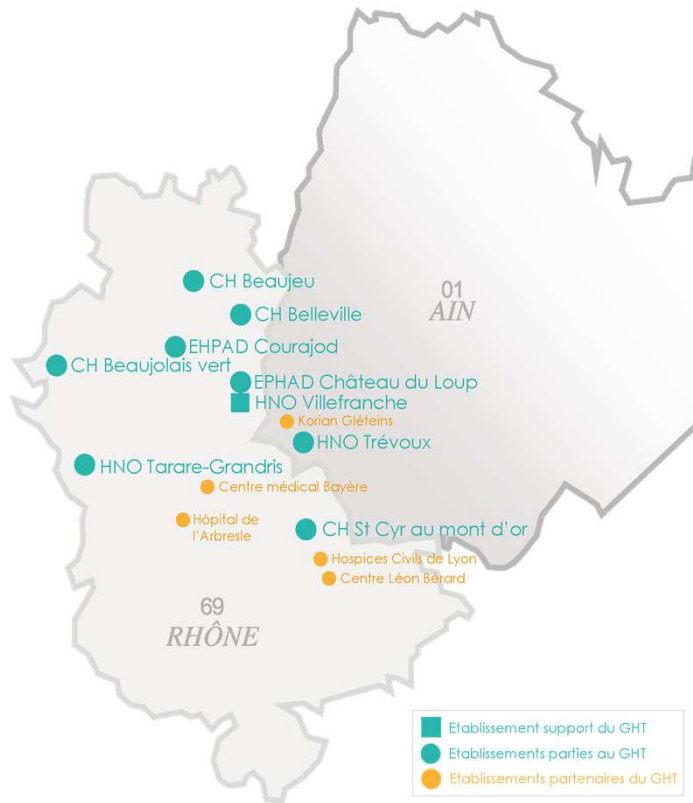 01
AIN
CH Beaujeu
CH Belleville
EHPAD Courajod
CH Beaujolais vert
EPHAD Château du Loup
HNO Villefranche
Korian Glèteins
HNO Trévoux
HNO Tarare-Grandris
Centre médical Bayère
Hôpital de
l'Arbresle
CH St Cyr au mont d'or
Hospices Civils de Lyon
Centre Léon Bérard
69
RHÔNE
Etablissement support du GHT
Etablissements parties au GHT
Etablissements partenaires du GHT